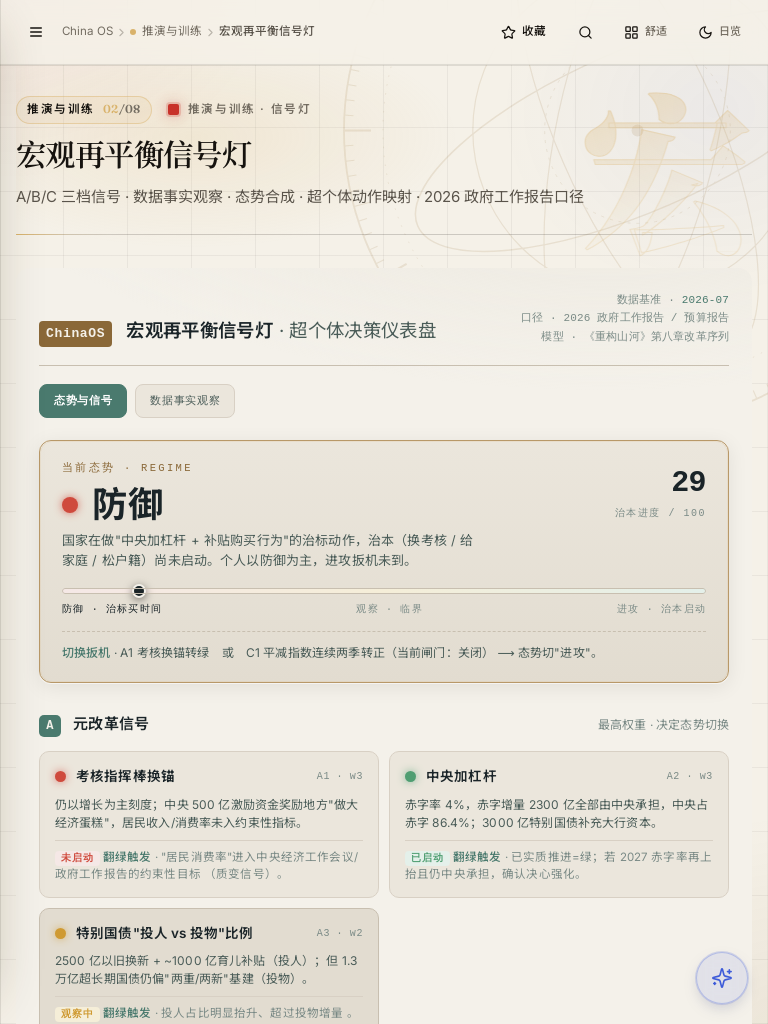 China OS › 推演与训练 › 宏观再平衡信号灯
收藏
舒适
日览
推演与训练 02/08
推演与训练 · 信号灯
宏观再平衡信号灯
A/B/C 三档信号 · 数据事实观察 · 态势合成 · 超个体动作映射 · 2026 政府工作报告口径
宏
ChinaOS
宏观再平衡信号灯 · 超个体决策仪表盘
数据基准 · 2026-07
口径 · 2026 政府工作报告 / 预算报告
模型 · 《重构山河》第八章改革序列
态势与信号
数据事实观察
当前态势 · REGIME
防御
29
治本进度 / 100
国家在做"中央加杠杆 + 补贴购买行为"的治标动作，治本（换考核 / 给
家庭 / 松户籍）尚未启动。个人以防御为主，进攻扳机未到。
防御 · 治标买时间
观察 · 临界
进攻 · 治本启动
切换扳机 · A1 考核换锚转绿 或 C1 平减指数连续两季转正（当前闸门：关闭） ⟶ 态势切"进攻"。
A 元改革信号
最高权重 · 决定态势切换
考核指挥棒换锚
A1 · w3
仍以增长为主刻度；中央 500 亿激励资金奖励地方"做大
经济蛋糕"，居民收入/消费率未入约束性指标。
未启动 翻绿触发 · "居民消费率"进入中央经济工作会议/
政府工作报告的约束性目标 （质变信号）。
中央加杠杆
A2 · w3
赤字率 4%，赤字增量 2300 亿全部由中央承担，中央占
赤字 86.4%；3000 亿特别国债补充大行资本。
已启动 翻绿触发 · 已实质推进=绿；若 2027 赤字率再上
抬且仍中央承担，确认决心强化。
特别国债"投人 vs 投物"比例
A3 · w2
2500 亿以旧换新 + ~1000 亿育儿补贴（投人）；但 1.3
万亿超长期国债仍偏"两重/两新"基建（投物）。
观察中 翻绿触发 · 投人占比明显抬升、超过投物增量 。